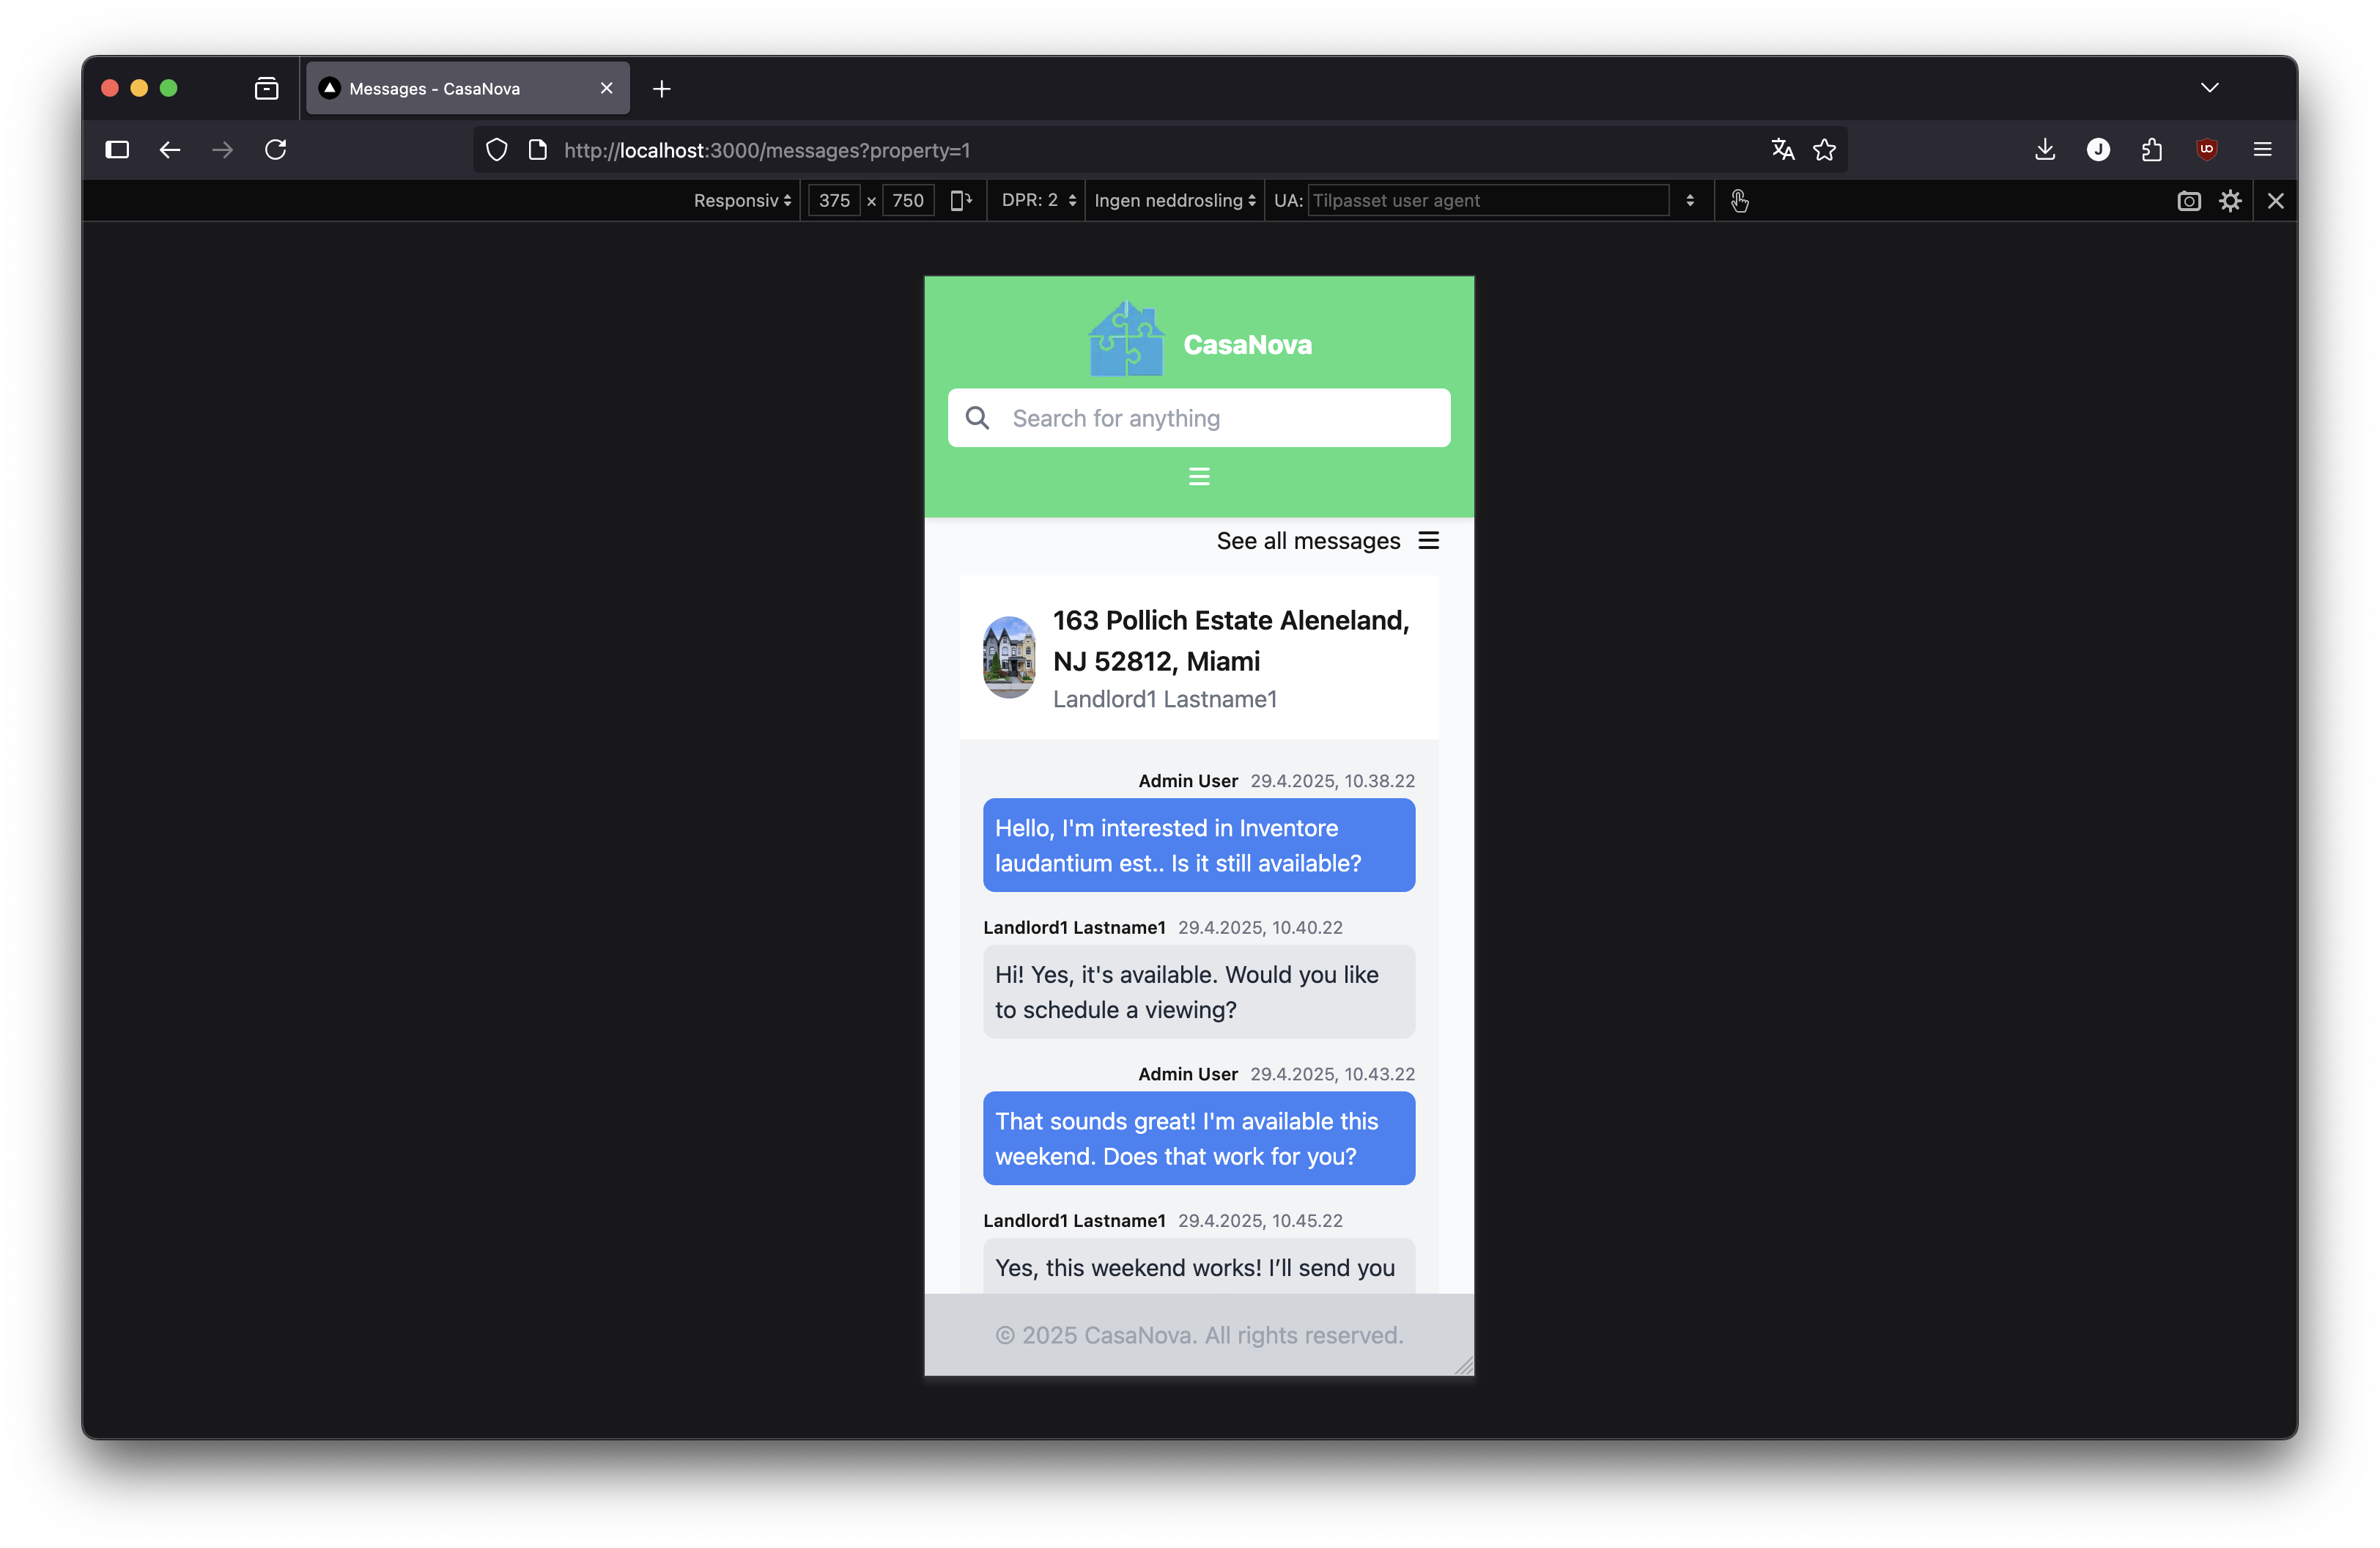 Messages - CasaNova
http://localhost:3000/messages?property=1
J
Responsiv
375 × 750
DPR: 2
Ingen neddrosling
UA: Tilpasset user agent
CasaNova
Search for anything
See all messages
163 Pollich Estate Aleneland,
NJ 52812, Miami
Landlord1 Lastname1
Admin User 29.4.2025, 10.38.22
Hello, I'm interested in Inventore
laudantium est.. Is it still available?
Landlord1 Lastname1 29.4.2025, 10.40.22
Hi! Yes, it's available. Would you like
to schedule a viewing?
Admin User 29.4.2025, 10.43.22
That sounds great! I'm available this
weekend. Does that work for you?
Landlord1 Lastname1 29.4.2025, 10.45.22
Yes, this weekend works! I’ll send you
© 2025 CasaNova. All rights reserved.